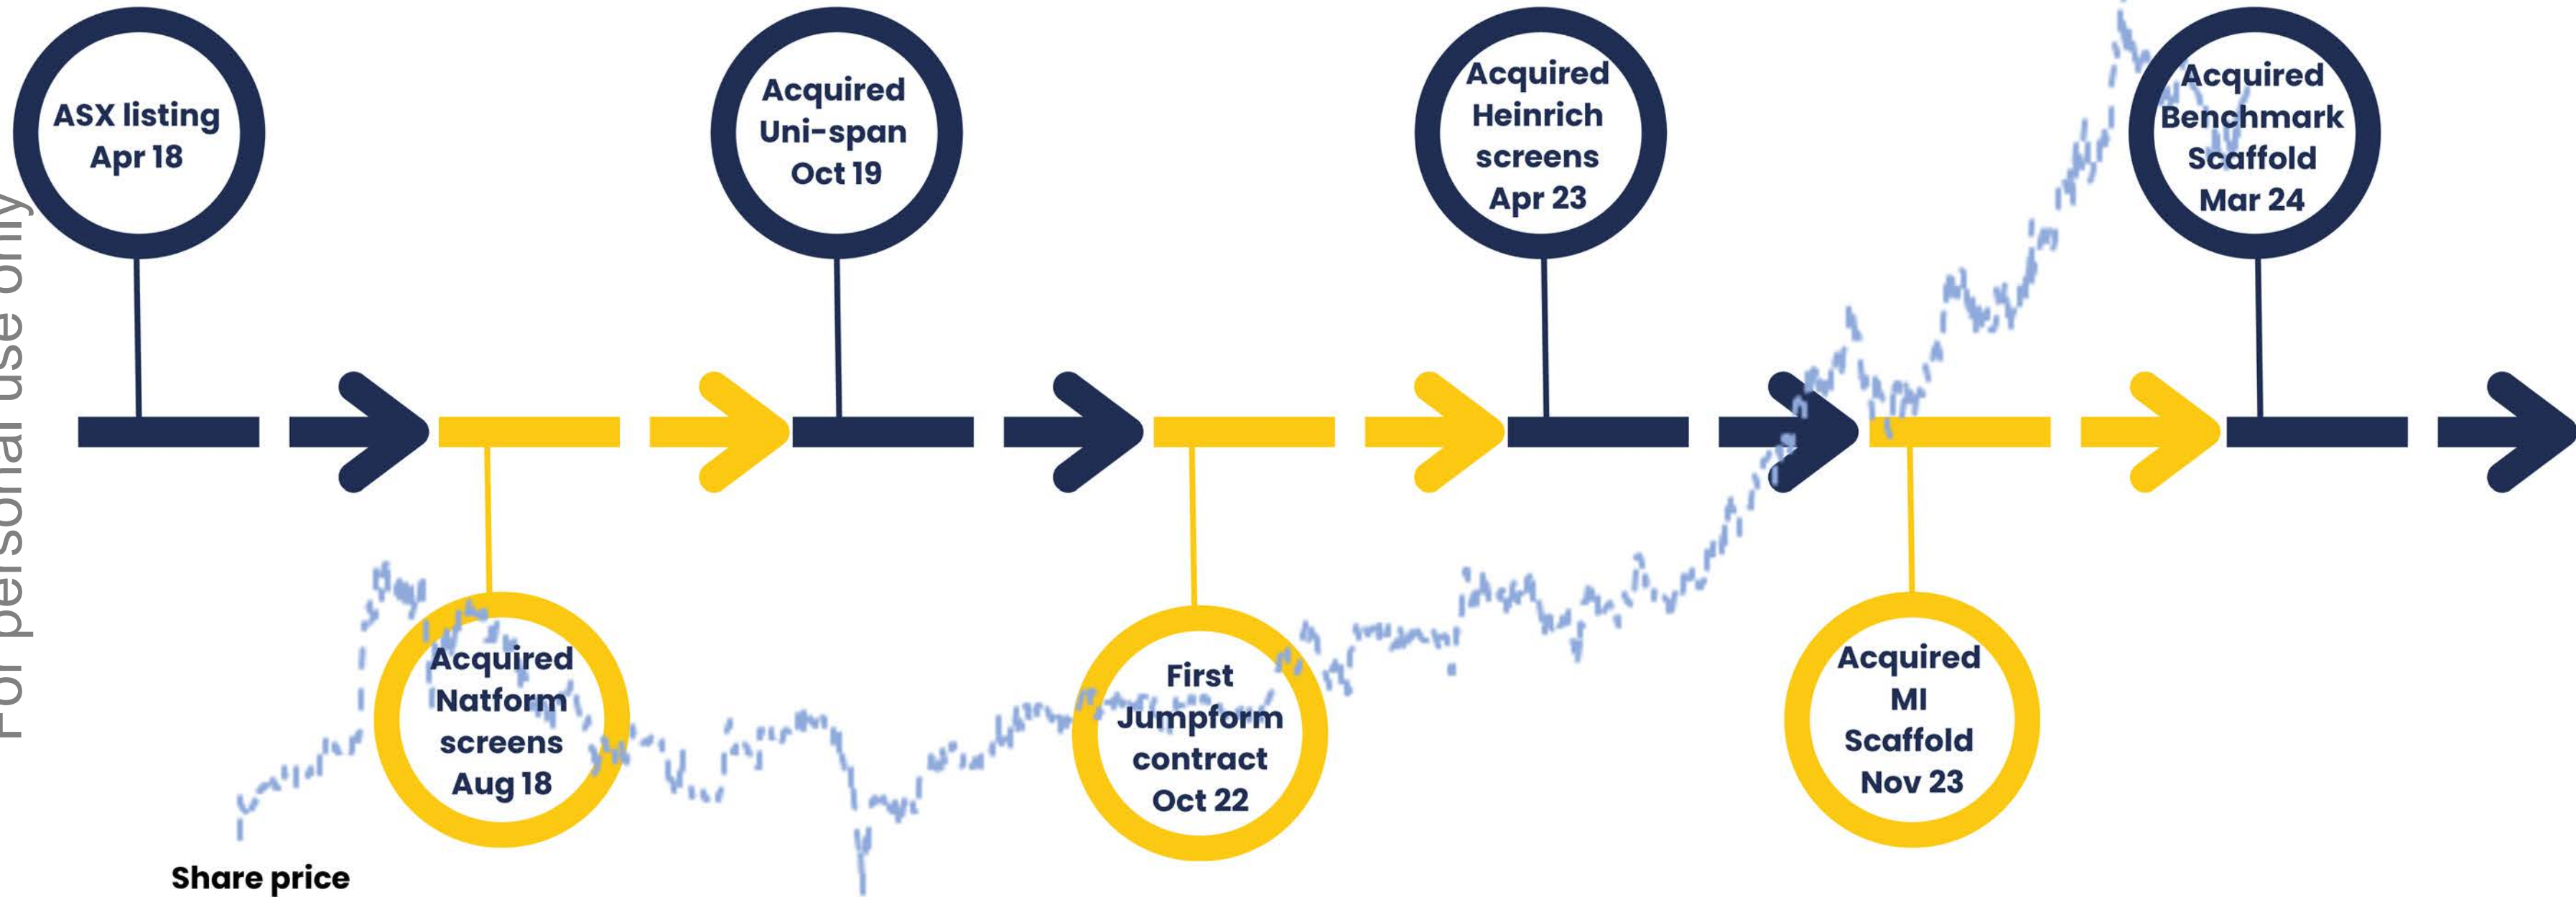 For personal use only
ASX listing
Apr 18
Acquired
Natform
screens
Aug 18
Acquired
Uni-span
Oct 19
First
Jumpform
contract
Oct 22
Acquired
Heinrich
screens
Apr 23
Acquired
MI
Scaffold
Nov 23
Acquired
Benchmark
Scaffold
Mar 24
Share price